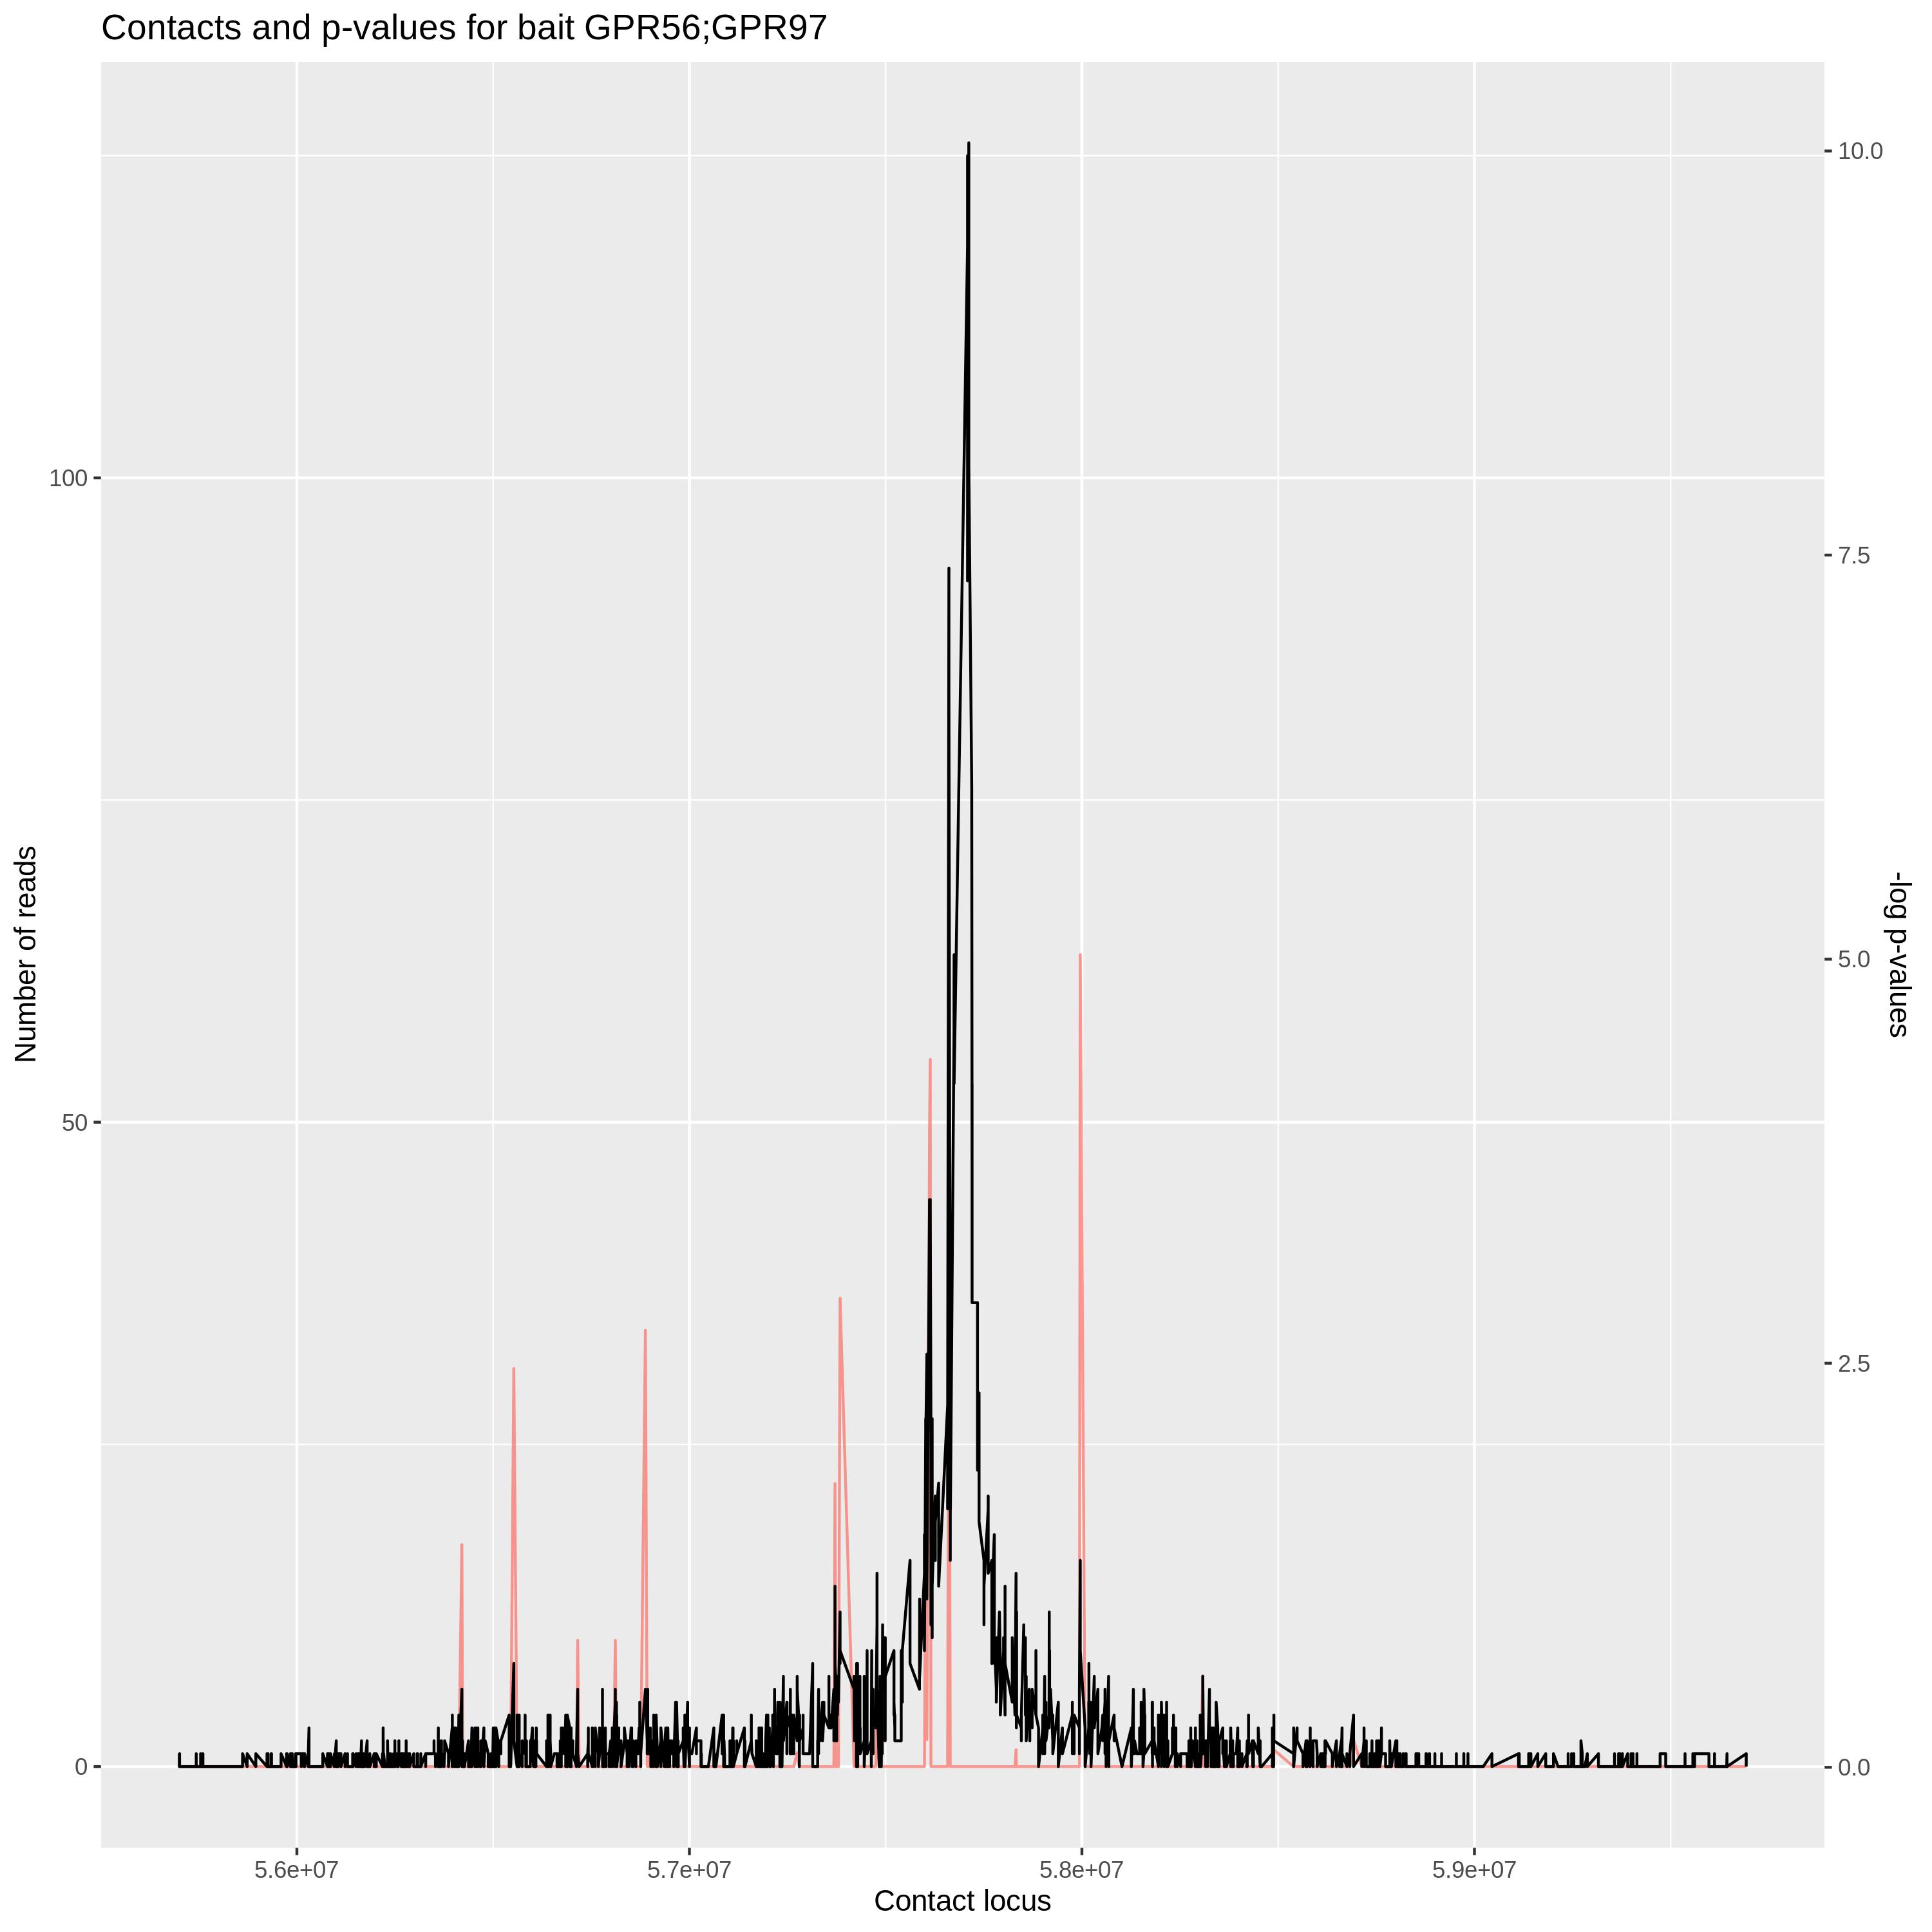 Contacts and p-values for bait GPR56;GPR97
10.0
100
7.5
5.0
Number of reads
-log p-values
50
2.5
0
0.0
5.6e+07 5.7e+07 5.8e+07 5.9e+07
Contact locus